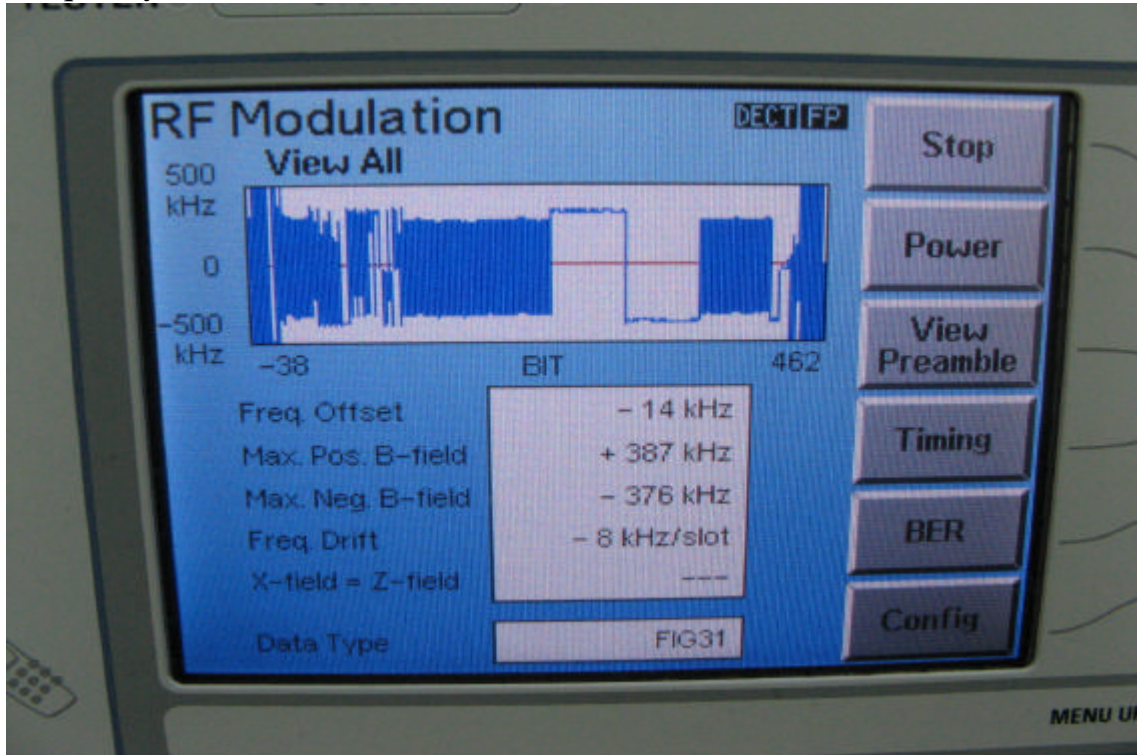 TESTER
RF Modulation
DECT FP
View All
500
kHz
0
-500
kHz
-38
BIT
462
Freq. Offset
- 14 kHz
Max. Pos. B-field
+ 387 kHz
Max. Neg. B-field
- 376 kHz
Freq. Drift
- 8 kHz/slot
X-field = Z-field
---
Data Type
FIG31
Stop
Power
View
Preamble
Timing
BER
Config
MENU